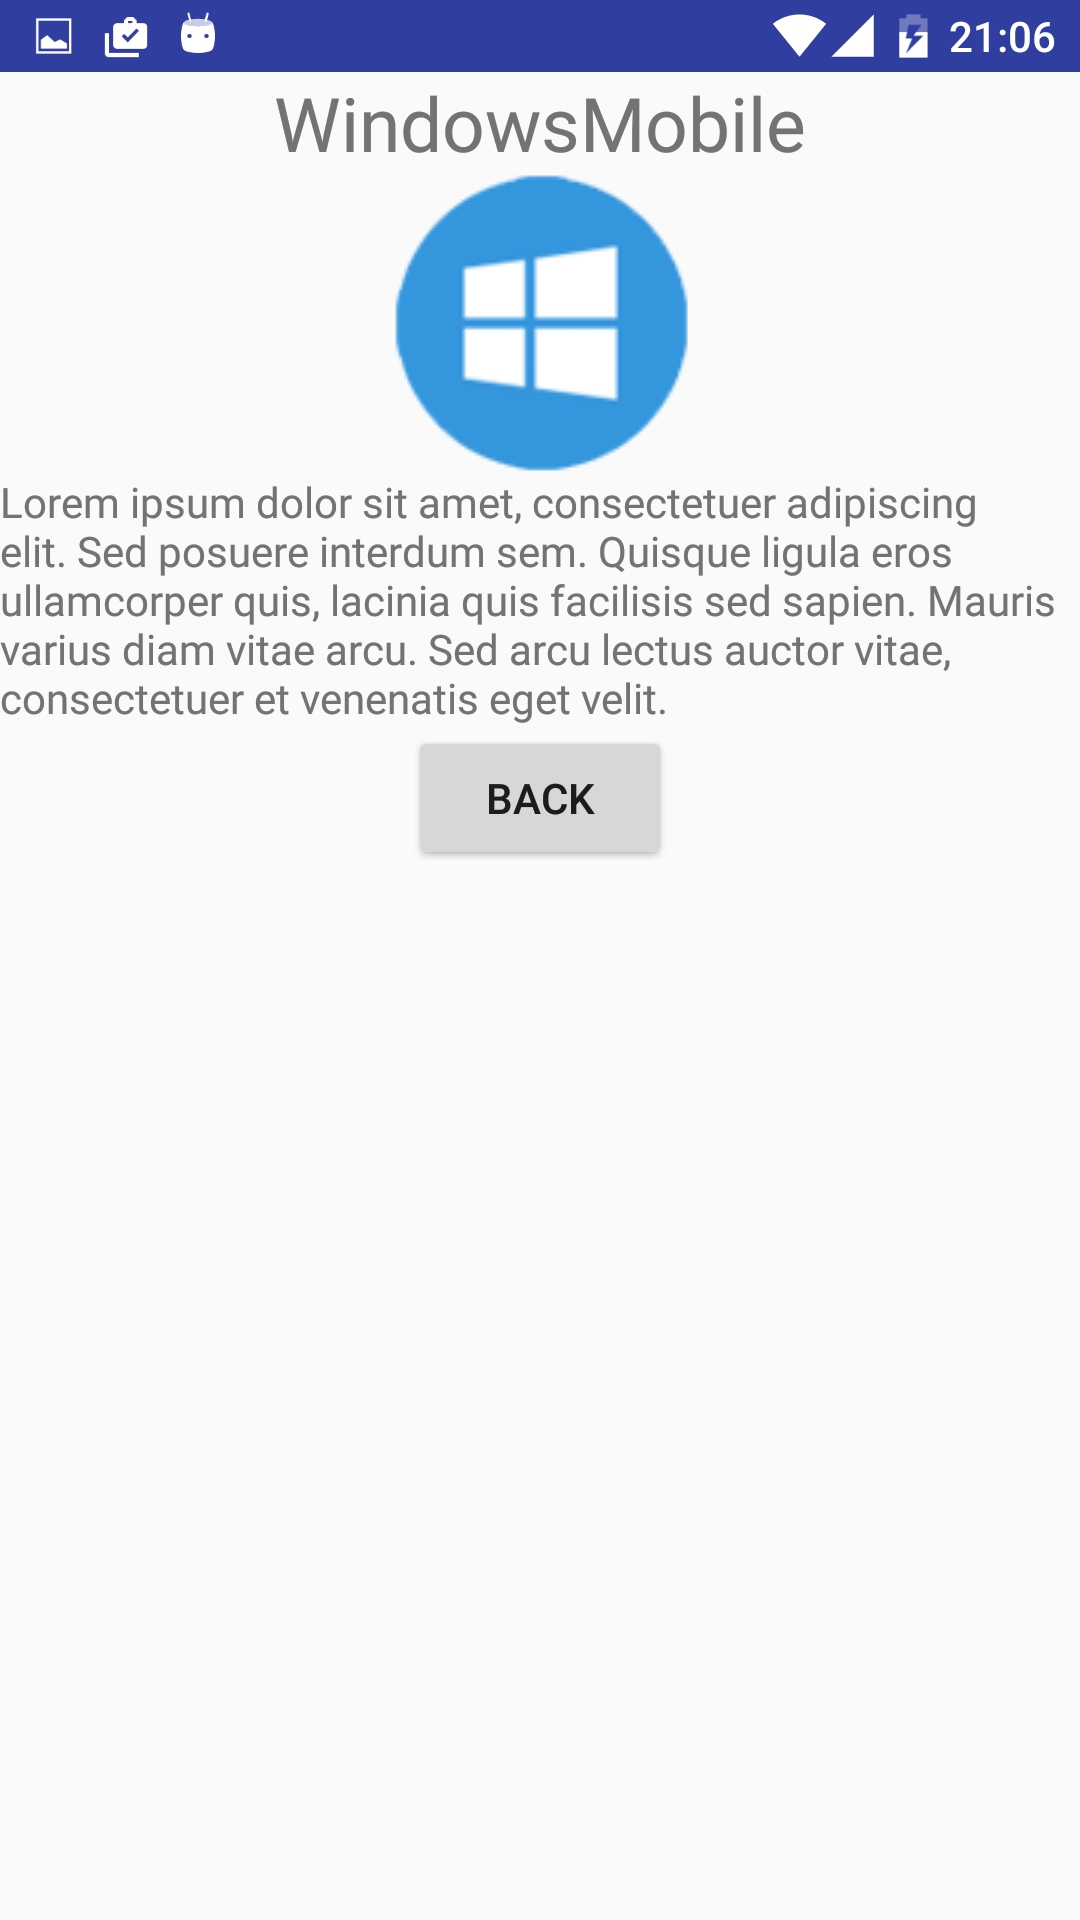 21:06
WindowsMobile
Lorem ipsum dolor sit amet, consectetuer adipiscing
elit. Sed posuere interdum sem. Quisque ligula eros
ullamcorper quis, lacinia quis facilisis sed sapien. Mauris
varius diam vitae arcu. Sed arcu lectus auctor vitae,
consectetuer et venenatis eget velit.
BACK